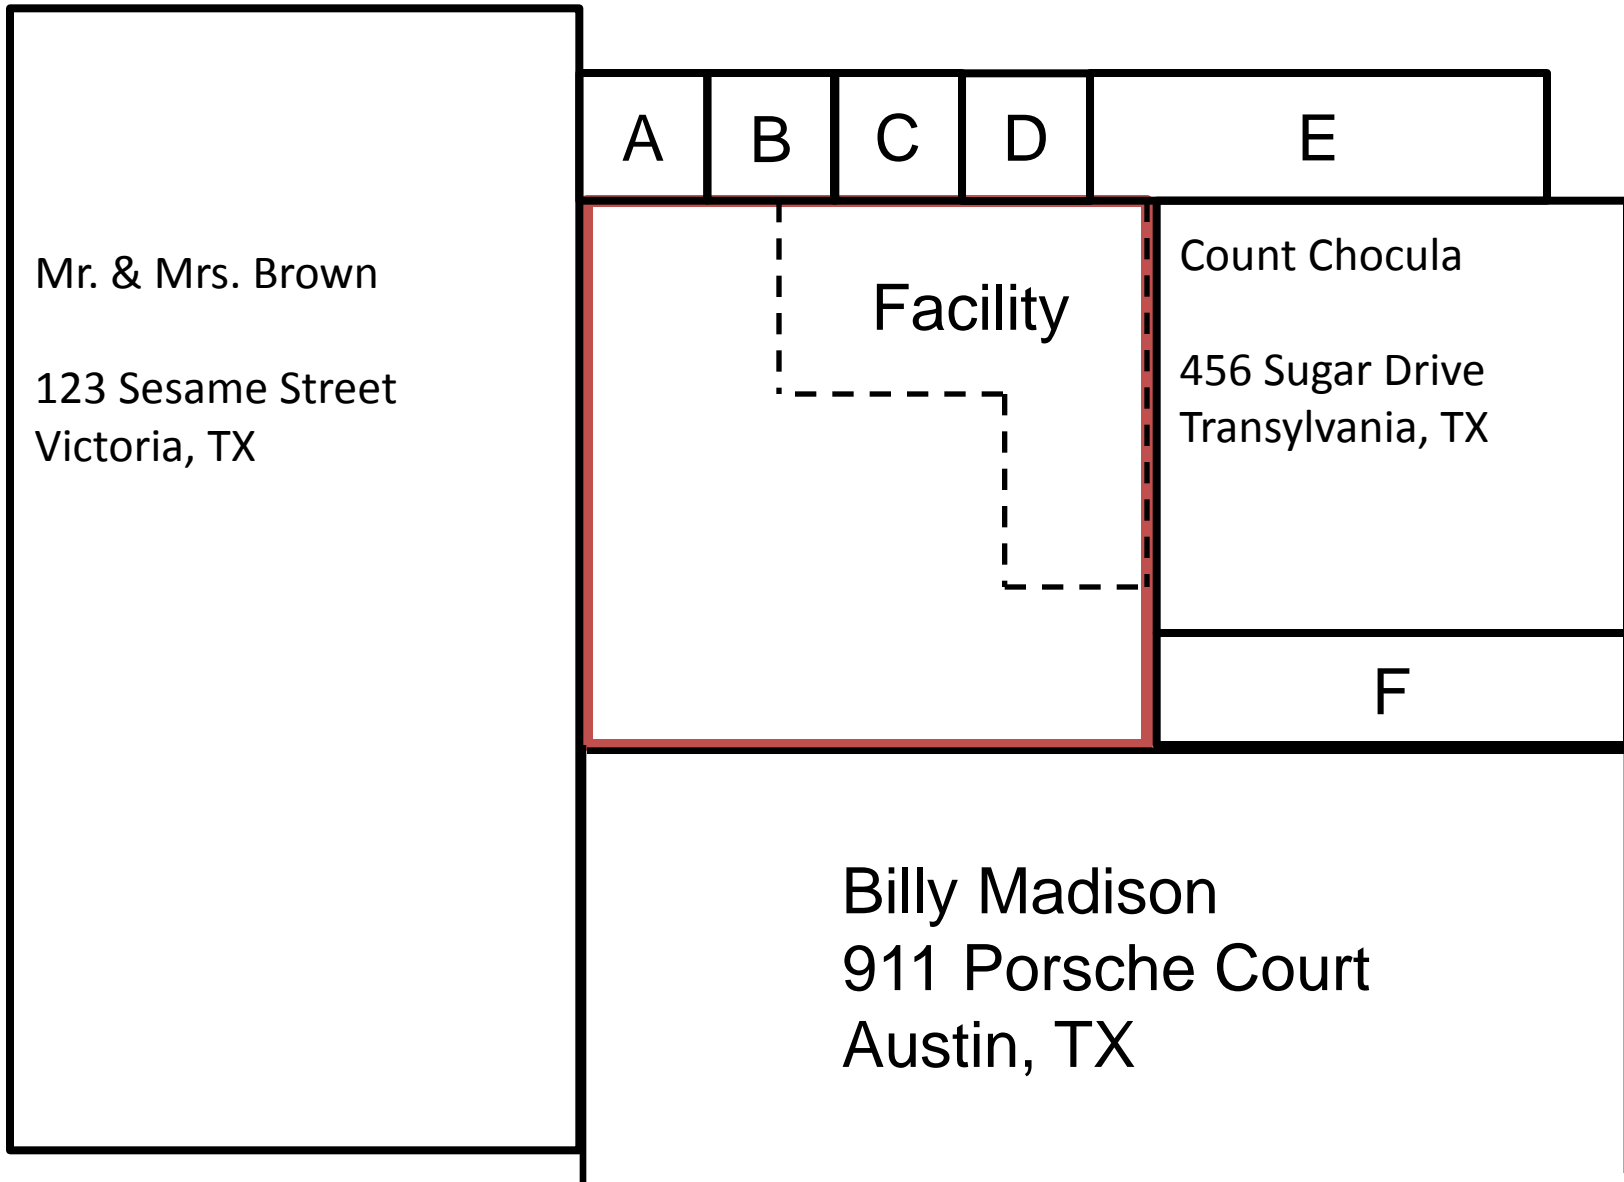 A
B
C
D
E
Mr. & Mrs. Brown
123 Sesame Street
Victoria, TX
Facility
Count Chocula
456 Sugar Drive
Transylvania, TX
F
Billy Madison
911 Porsche Court
Austin, TX